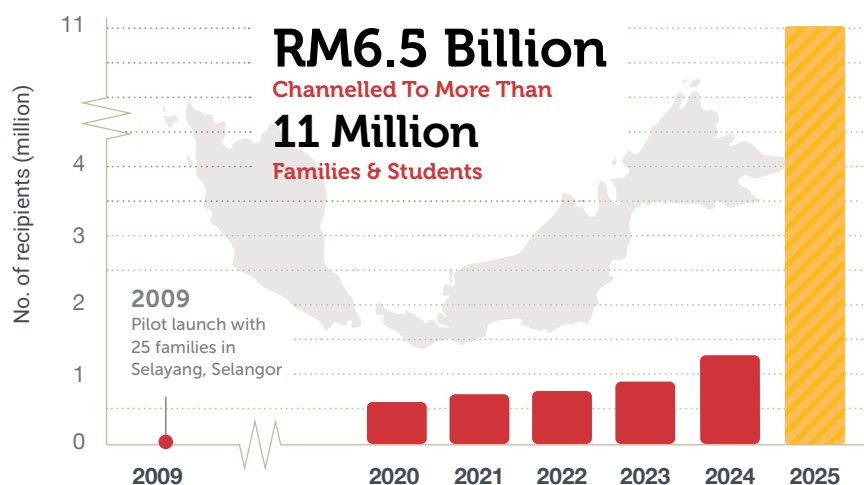 11
4
3
2
1
0
No. of recipients (million)
RM6.5 Billion
Channelled To More Than
11 Million
Families & Students
2009
Pilot launch with
25 families in
Selayang, Selangor
2009
2020
2021
2022
2023
2024
2025